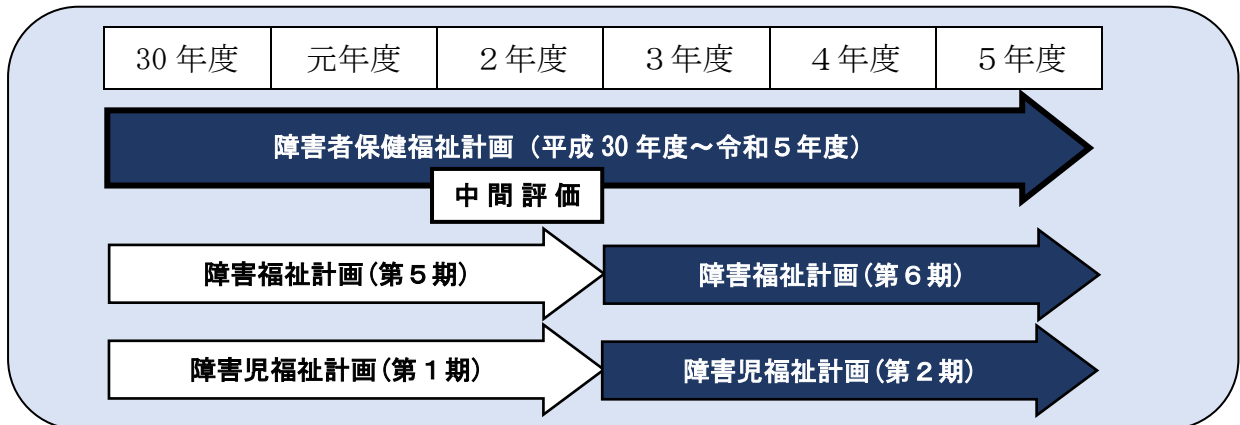 30年度 元年度 ２年度 ３年度 ４年度 ５年度
障害者保健福祉計画（平成30年度～令和５年度）
中間評価
障害福祉計画(第５期) 障害福祉計画(第６期)
障害児福祉計画(第１期) 障害児福祉計画(第２期)